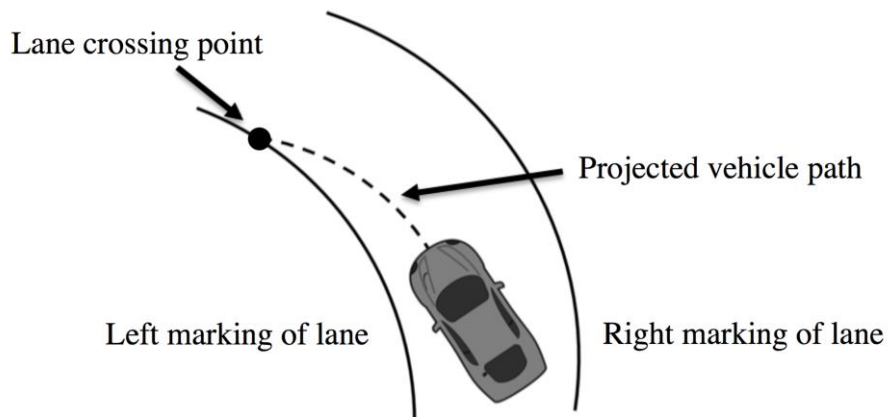 Lane crossing point
Projected vehicle path
Left marking of lane
Right marking of lane